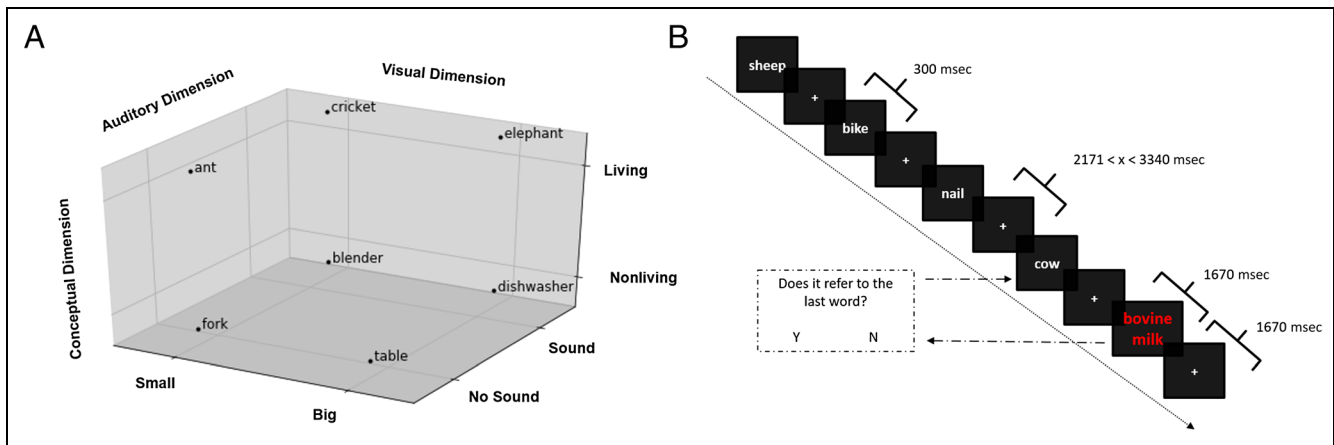 A
Auditory Dimension
Visual Dimension
Conceptual Dimension
cricket
elephant
ant
Living
blender
Nonliving
dishwasher
fork
table
Sound
Small
No Sound
Big
B
sheep
+
300 msec
bike
+
2171 < x < 3340 msec
nail
+
cow
Does it refer to the
last word?
Y N
+
1670 msec
bovine
milk
1670 msec
+